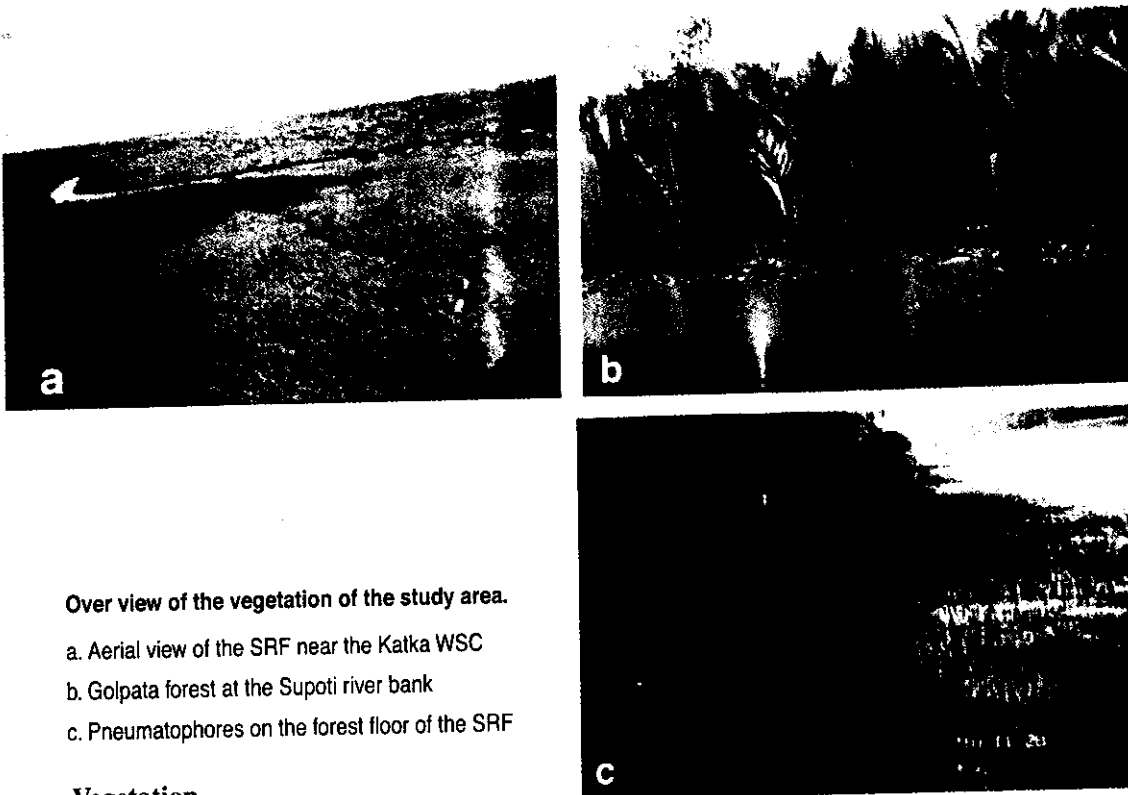 a
b
Over view of the vegetation of the study area.
a. Aerial view of the SRF near the Katka WSC
b. Golpata forest at the Supoti river bank
c. Pneumatophores on the forest floor of the SRF
c
Vegetation